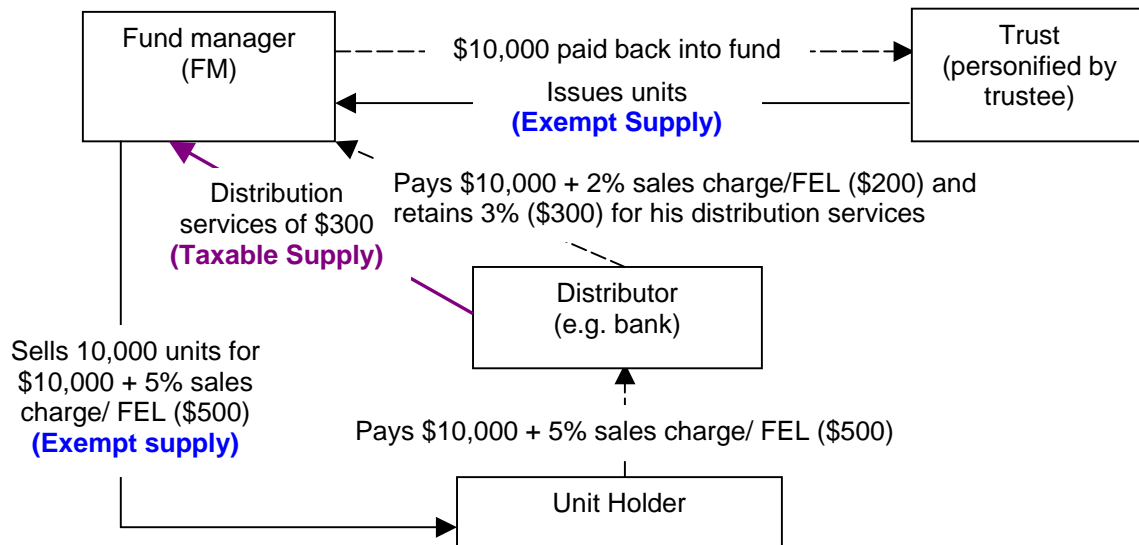 Fund manager
(FM)
$10,000 paid back into fund
Trust
(personified by
trustee)
Issues units
(Exempt Supply)
Distribution
services of $300
(Taxable Supply)
Pays $10,000 + 2% sales charge/FEL ($200) and
retains 3% ($300) for his distribution services
Distributor
(e.g. bank)
Sells 10,000 units for
$10,000 + 5% sales
charge/ FEL ($500)
(Exempt supply)
Pays $10,000 + 5% sales charge/ FEL ($500)
Unit Holder